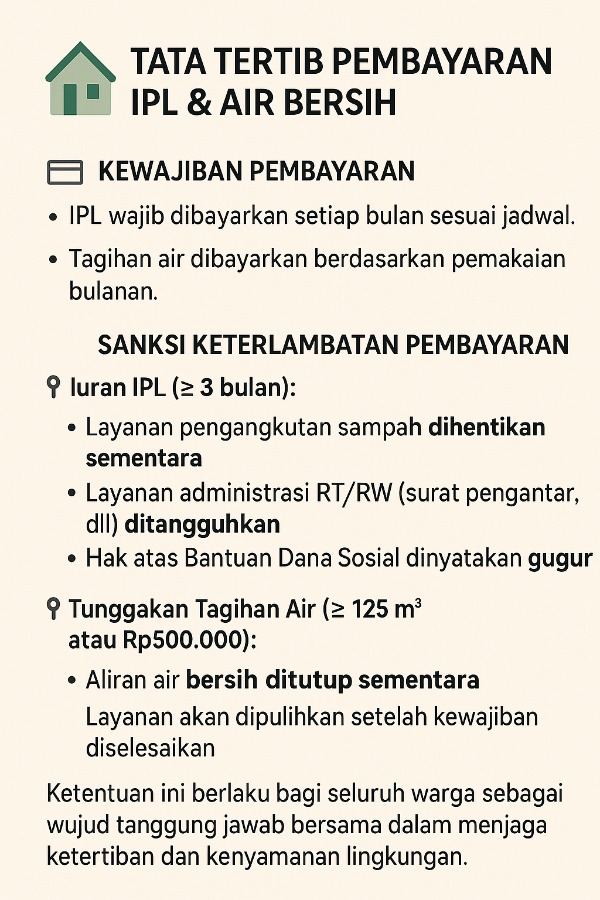 TATA TERTIB PEMBAYARAN
IPL & AIR BERSIH
KEWAJIBAN PEMBAYARAN
• IPL wajib dibayarkan setiap bulan sesuai jadwal.
• Tagihan air dibayarkan berdasarkan pemakaian
bulanan.
SANKSI KETERLAMBATAN PEMBAYARAN
Iuran IPL (≥ 3 bulan):
• Layanan pengangkutan sampah dihentikan
sementara
• Layanan administrasi RT/RW (surat pengantar,
dll) ditangguhkan
• Hak atas Bantuan Dana Sosial dinyatakan gugur
Tunggakan Tagihan Air (≥ 125 m³
atau Rp500.000):
• Aliran air bersih ditutup sementara
Layanan akan dipulihkan setelah kewajiban
diselesaikan
Ketentuan ini berlaku bagi seluruh warga sebagai
wujud tanggung jawab bersama dalam menjaga
ketertiban dan kenyamanan lingkungan.